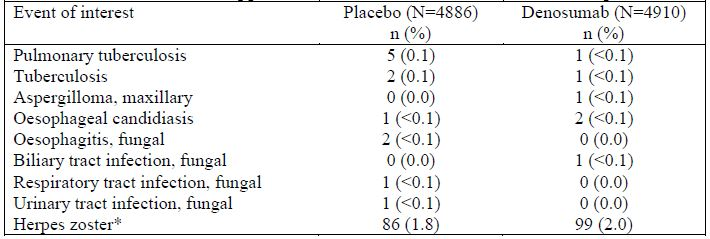 Event of interest Placebo (N=4886) Denosumab (N=4910)
n (%) n (%)
Pulmonary tuberculosis 5 (0.1) 1 (<0.1)
Tuberculosis 2 (0.1) 1 (<0.1)
Aspergilloma, maxillary 0 (0.0) 1 (<0.1)
Oesophageal candidiasis 1 (<0.1) 2 (<0.1)
Oesophagitis, fungal 2 (<0.1) 0 (0.0)
Biliary tract infection, fungal 0 (0.0) 1 (<0.1)
Respiratory tract infection, fungal 1 (<0.1) 0 (0.0)
Urinary tract infection, fungal 1 (<0.1) 0 (0.0)
Herpes zoster* 86 (1.8) 99 (2.0)